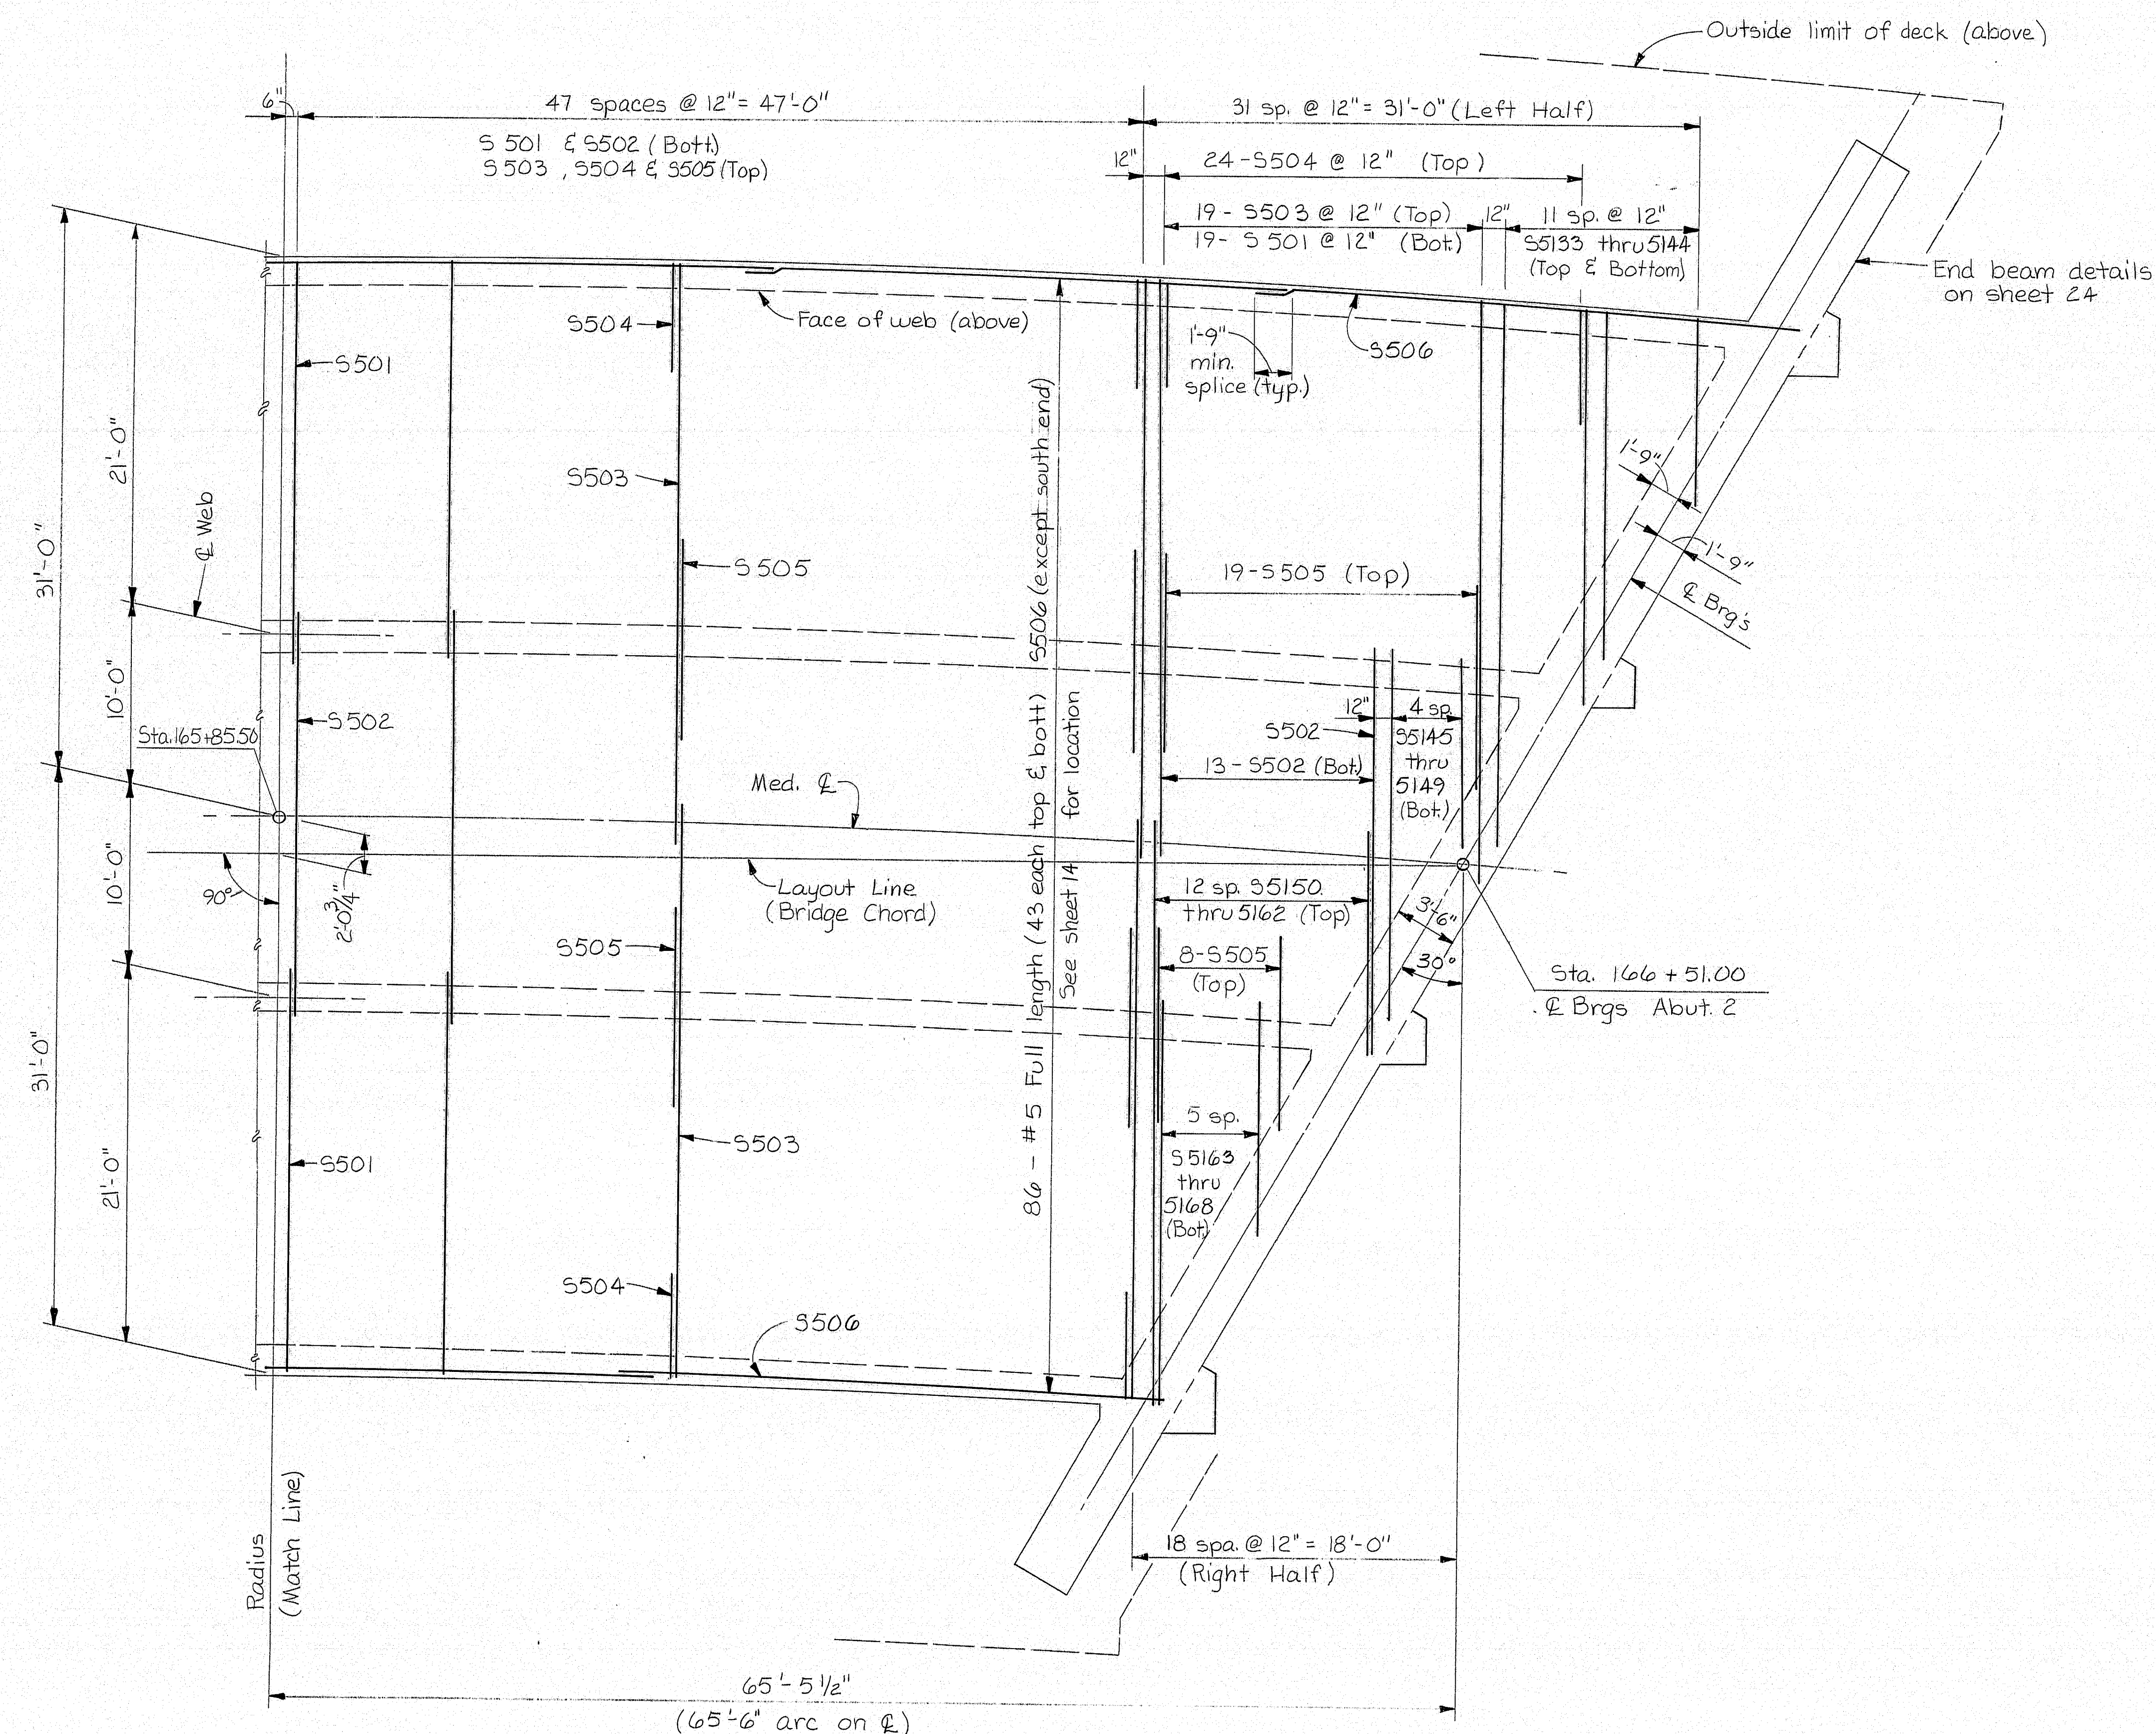 Outside limit of deck (above)
6"
47 spaces @ 12" = 47'-0"
31 sp. @ 12" = 31'-0" (Left Half)
S 501 & S502 (Bott.)
S 503 , S504 & S505 (Top)
12"
24-S504 @ 12" (Top)
19- S503 @ 12" (Top)
19- S 501 @ 12" (Bot.)
12"
11 sp. @ 12"
S5133 thru 5144
(Top & Bottom)
End beam details
on sheet 24
Face of web (above)
S504
S501
1'-9"
min.
splice (typ.)
S506
21'-0"
31'-0"
℄ Web
S503
S505
86 - #5 Full length (43 each top & bott) S506 (except south end)
See sheet 14 for location
1'-9"
1'-9"
℄ Brg's
19-S505 (Top)
10'-0"
S502
Sta. 165+85.50
12"
4 sp.
S502
S5145
thru
5149
(Bot.)
13 - S502 (Bot.)
Med. ℄
10'-0"
90°
2'-0 3/4"
Layout Line
(Bridge Chord)
12 sp. S5150
thru 5162 (Top)
3'-6"
30°
S505
8-S505
(Top)
Sta. 166 + 51.00
℄ Brgs Abut. 2
31'-0"
21'-0"
S501
S503
5 sp.
S5163
thru
5168
(Bot.)
S504
S506
Radius
(Match Line)
18 spa. @ 12" = 18'-0"
(Right Half)
65'-5 1/2"
(65'-6" arc on ℄)